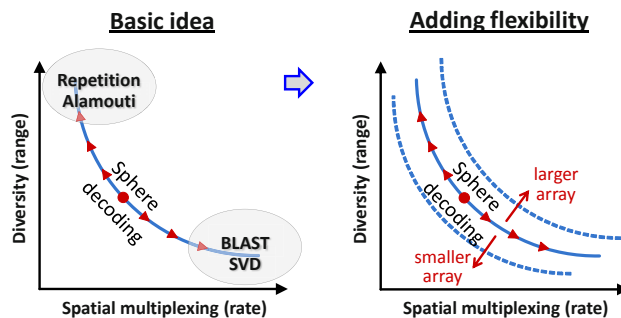 Basic idea
Repetition
Alamouti
Sphere
decoding
BLAST
SVD
Diversity (range)
Spatial multiplexing (rate)
Adding flexibility
Sphere
decoding
larger
array
smaller
array
Diversity (range)
Spatial multiplexing (rate)